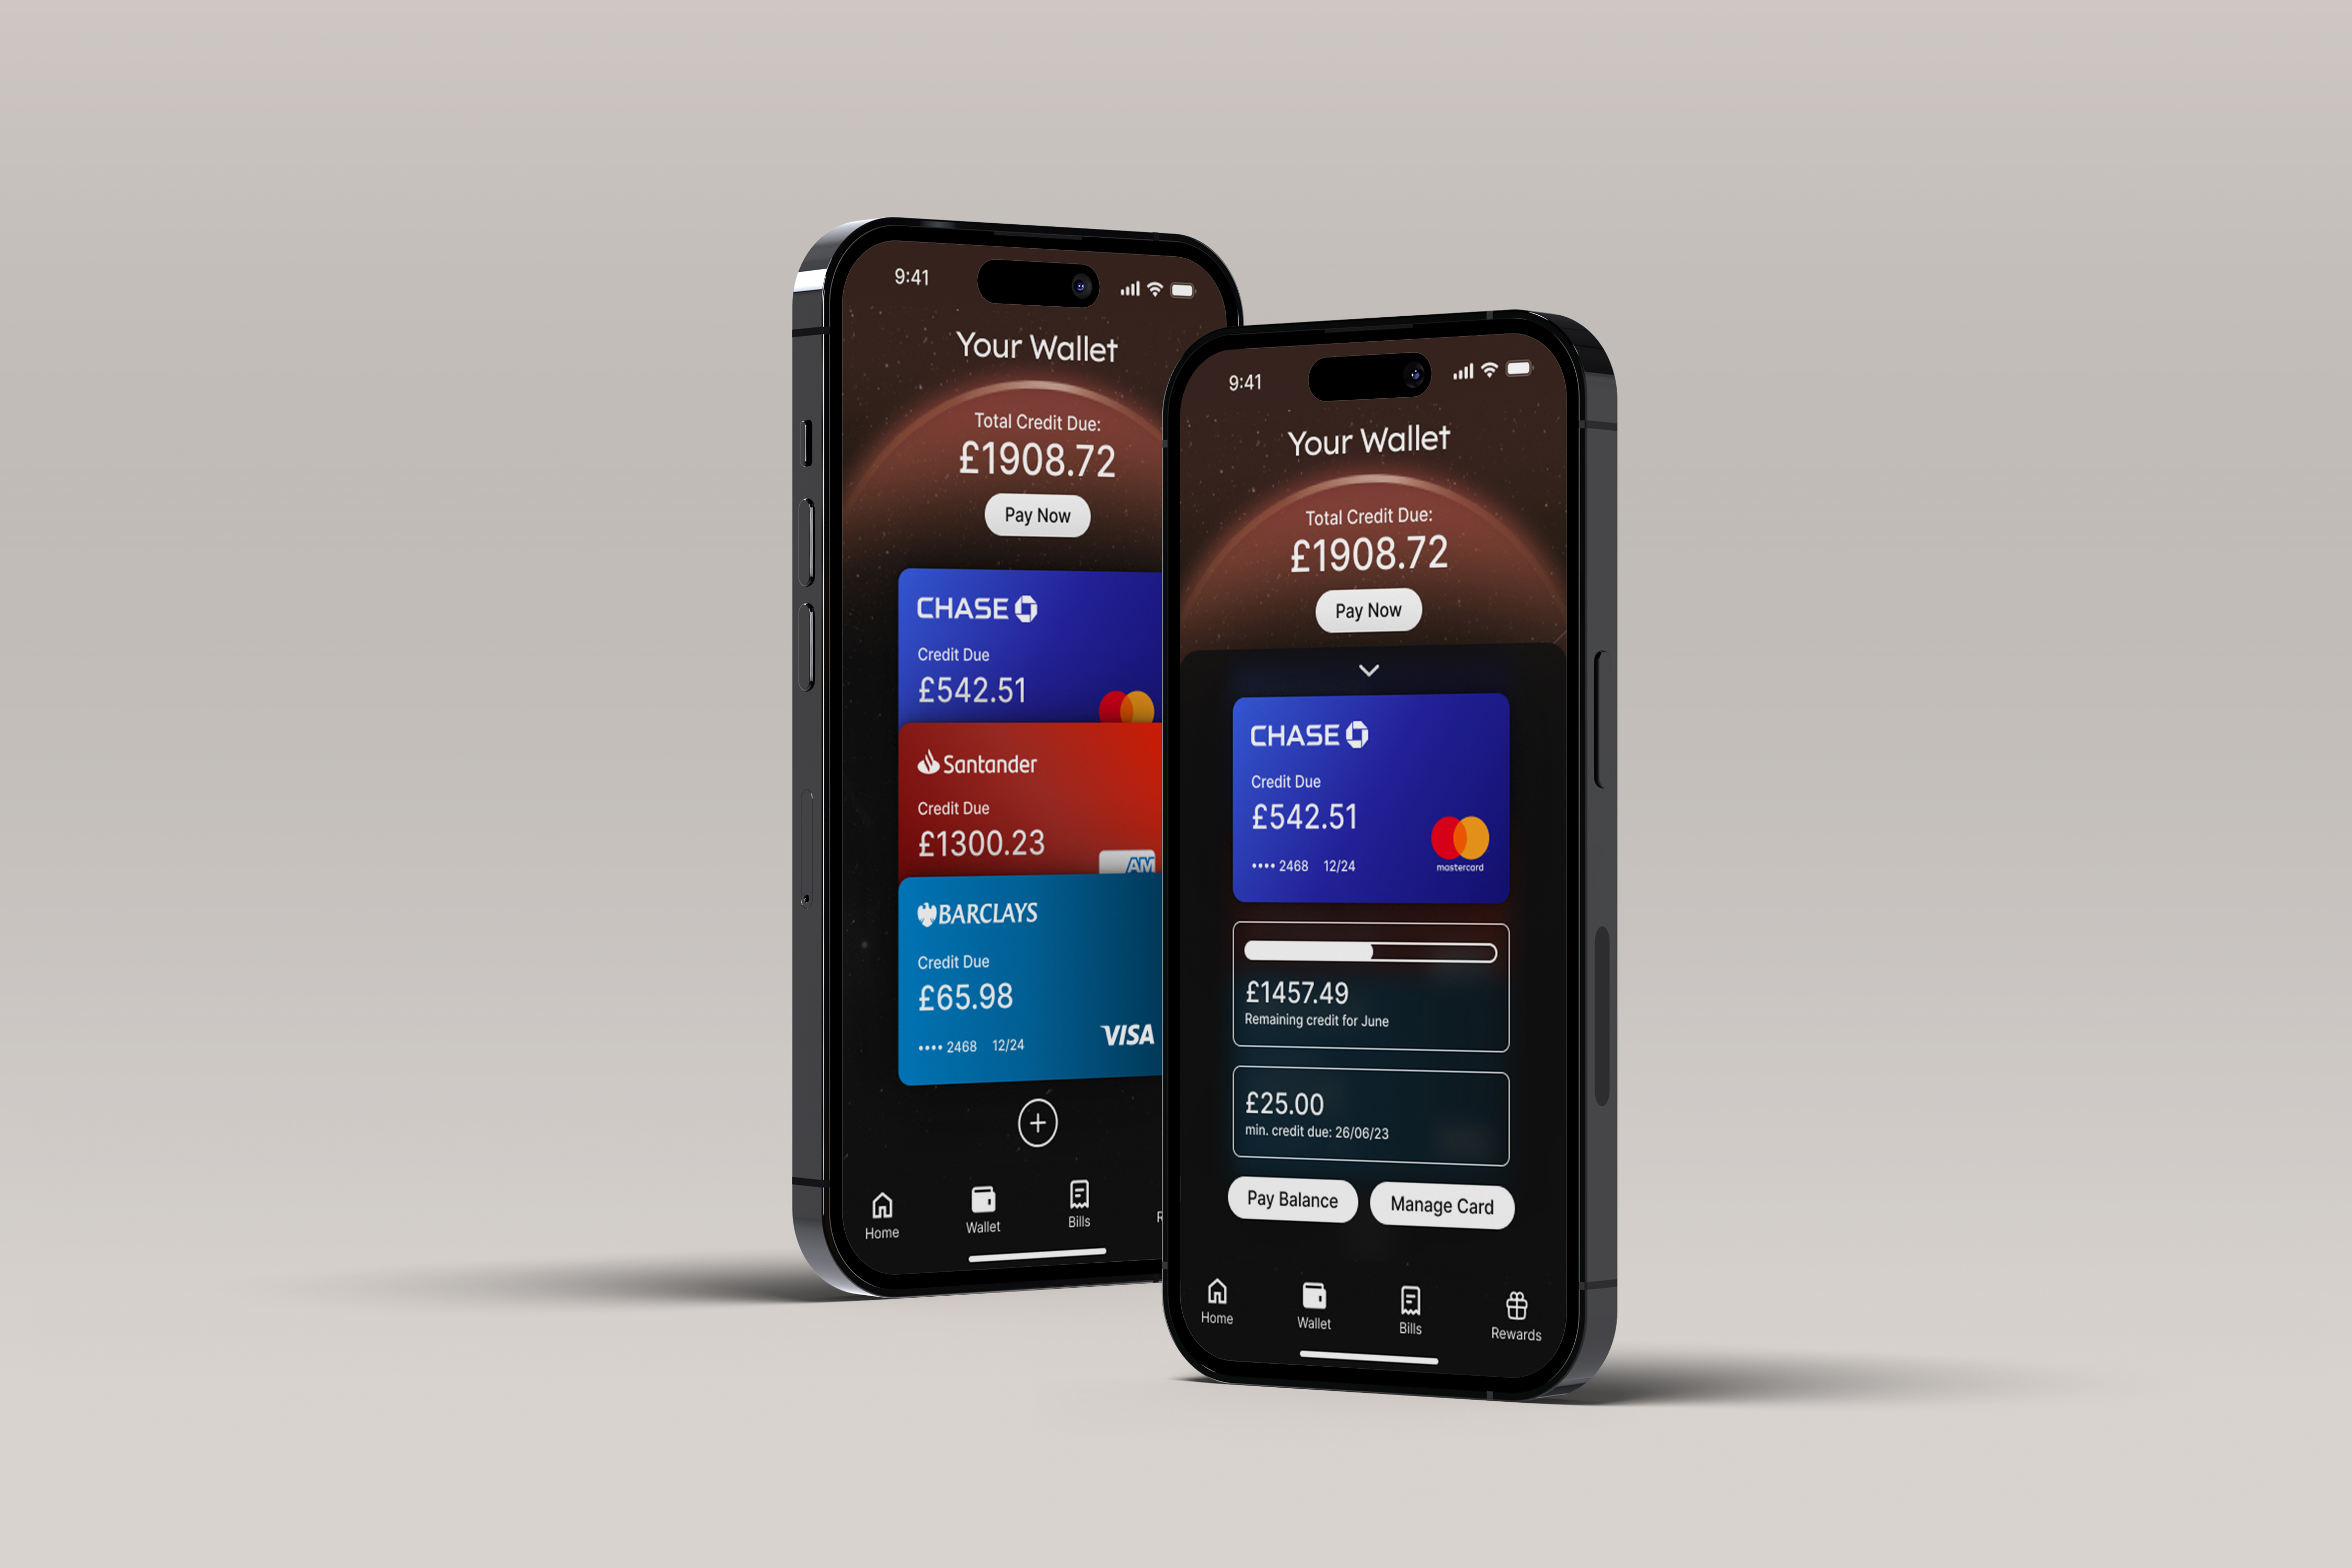 9:41
Your Wallet
Total Credit Due:
£1908.72
Pay Now
CHASE
Credit Due
£542.51
Santander
Credit Due
£1300.23
AM
BARCLAYS
Credit Due
£65.98
•••• 2468 12/24
VISA
Home
Wallet
Bills
9:41
Your Wallet
Total Credit Due:
£1908.72
Pay Now
CHASE
Credit Due
£542.51
•••• 2468 12/24
mastercard
£1457.49
Remaining credit for June
£25.00
min. credit due: 26/06/23
Pay Balance
Manage Card
Home
Wallet
Bills
Rewards